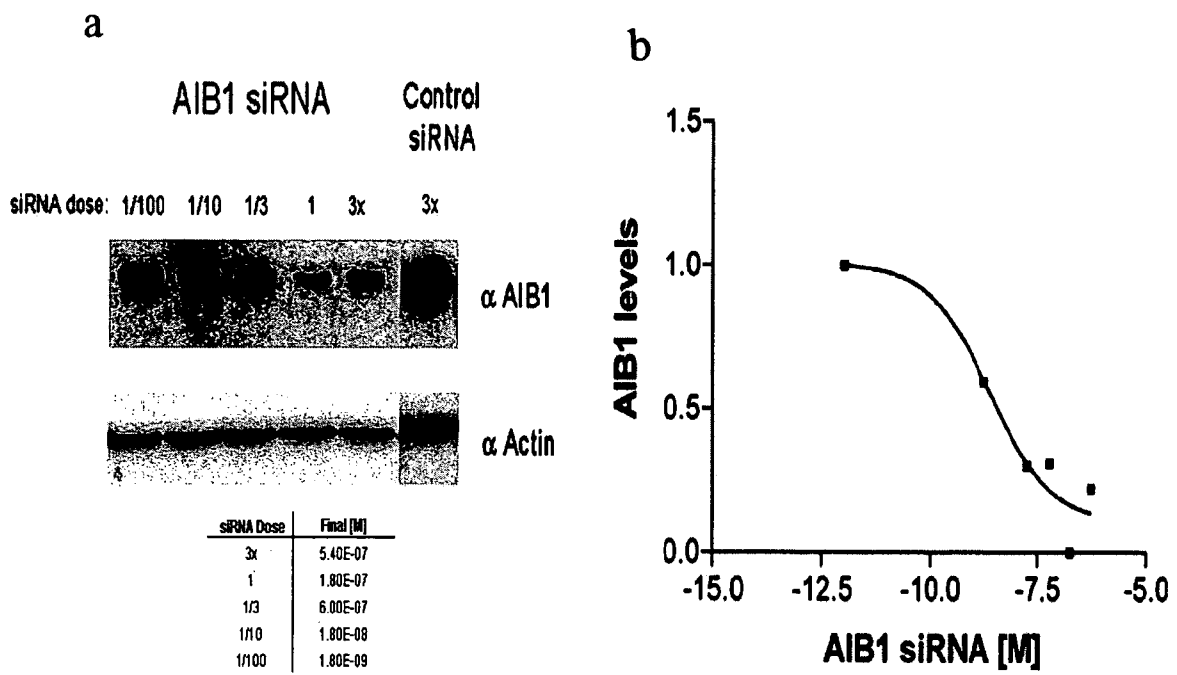 a
AIB1 siRNA
Control
siRNA
siRNA dose: 1/100 1/10 1/3 1 3x 3x
α AIB1
α Actin
siRNA Dose Final [M]
3x 5.40E-07
1 1.80E-07
1/3 6.00E-07
1/10 1.80E-08
1/100 1.80E-09
b
AIB1 levels
1.5
1.0
0.5
0.0
-15.0 -12.5 -10.0 -7.5 -5.0
AIB1 siRNA [M]